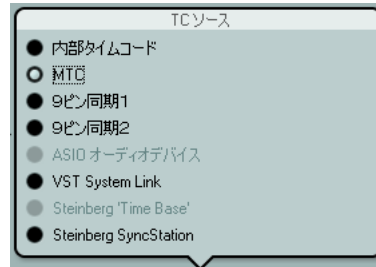 TCソース
内部タイムコード
MTC
9ピン同期1
9ピン同期2
ASIO オーディオデバイス
VST System Link
Steinberg 'Time Base'
Steinberg SyncStation